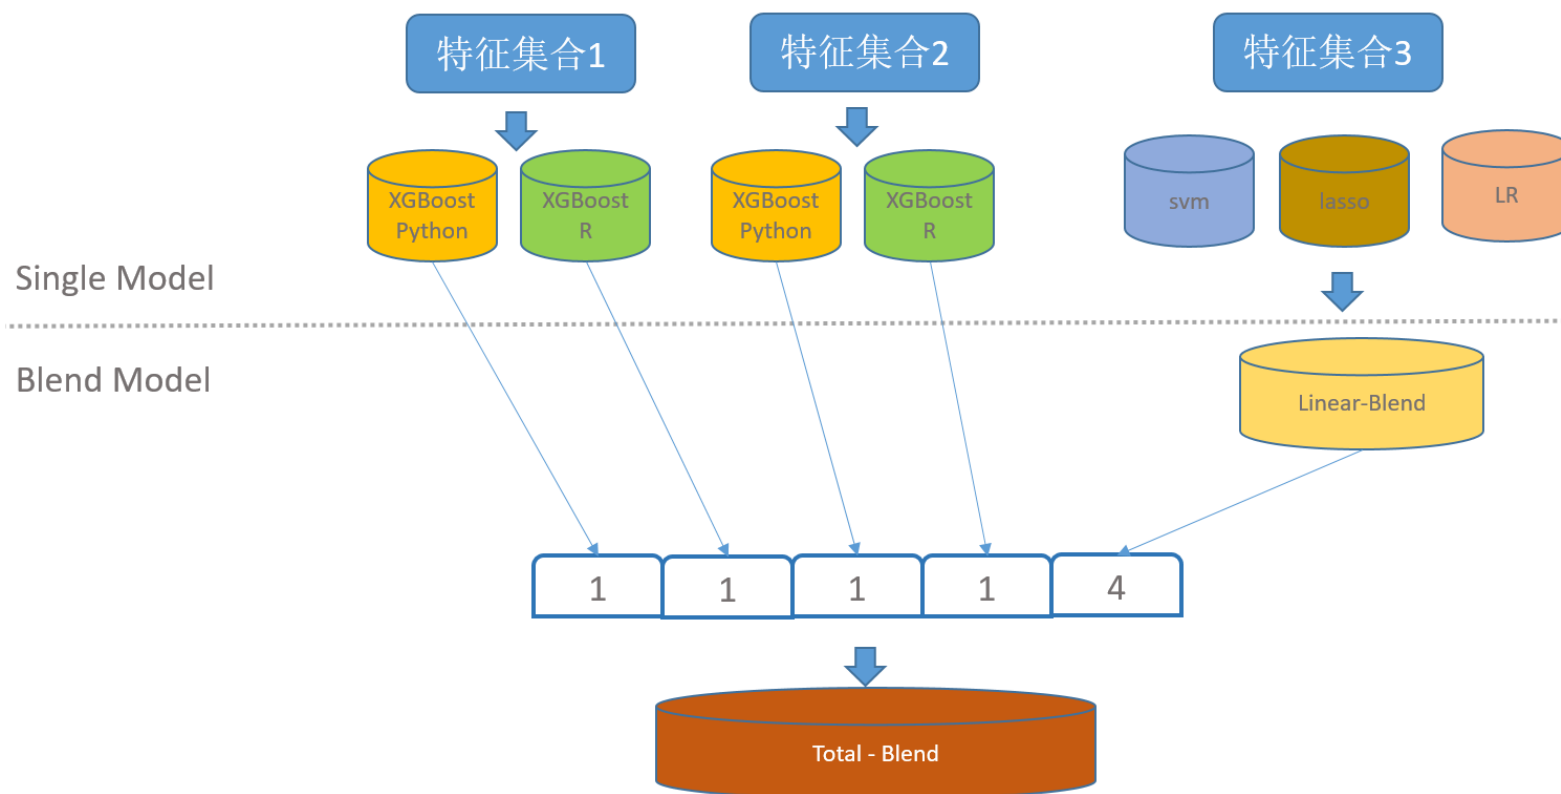 特征集合1
特征集合2
特征集合3
XGBoost
Python
XGBoost
R
XGBoost
Python
XGBoost
R
svm
lasso
LR
Single Model
Blend Model
Linear-Blend
1
1
1
1
4
Total - Blend